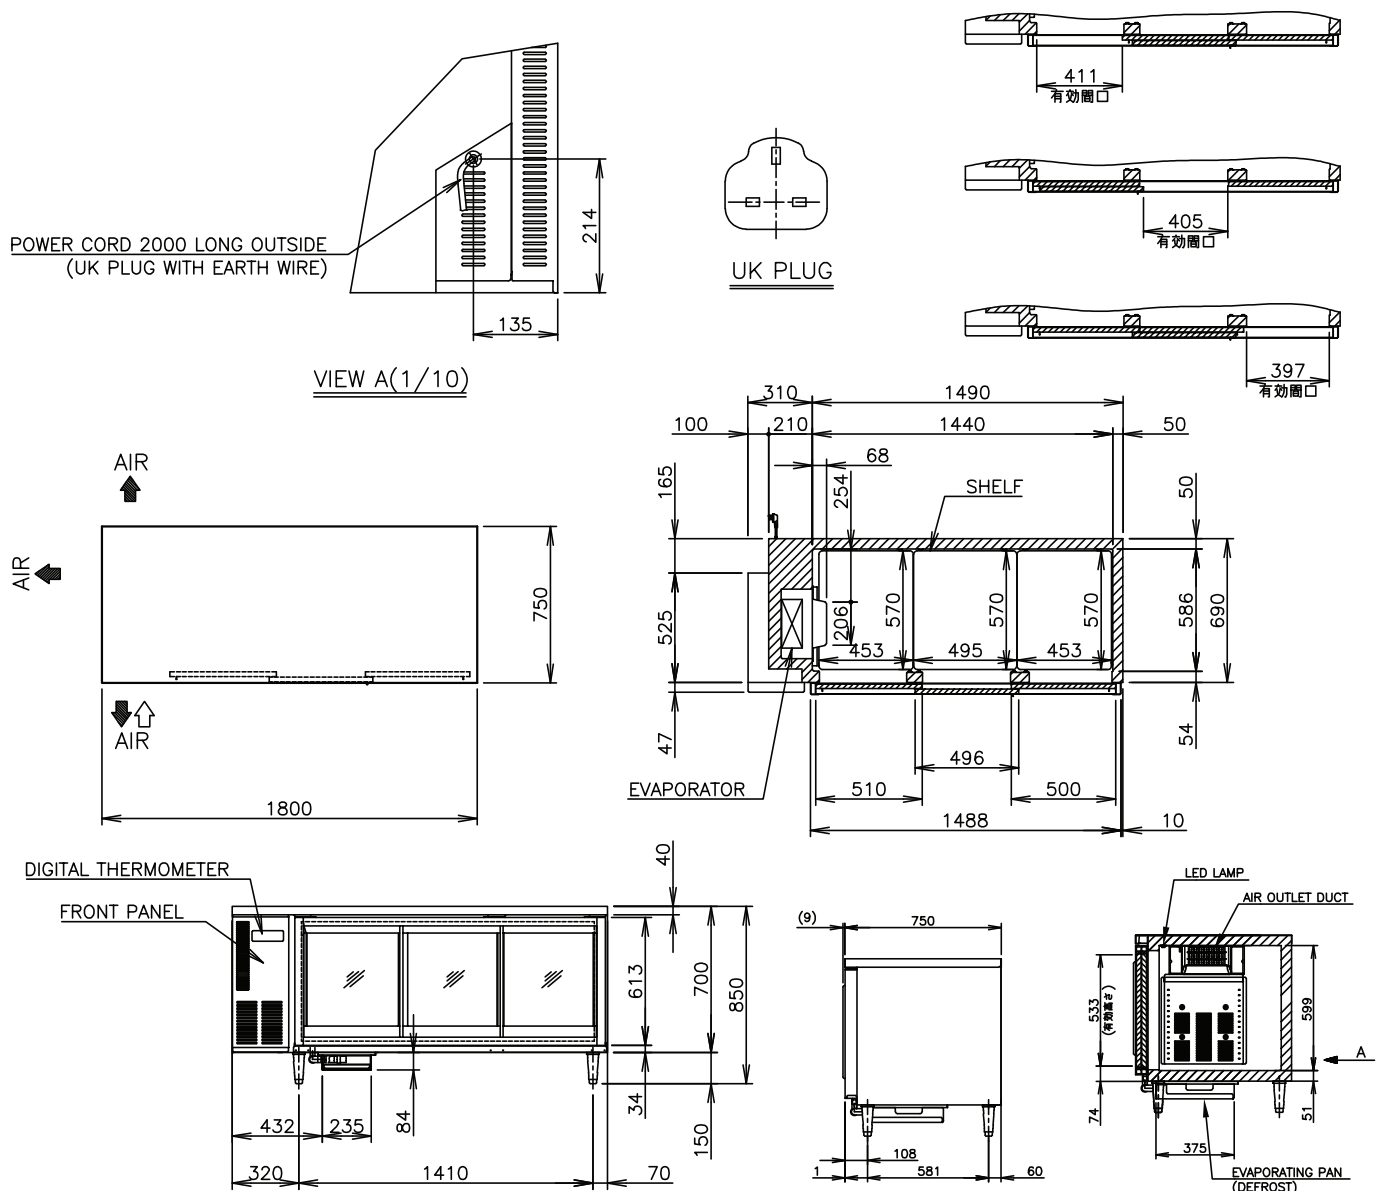 411
有効間口
405
有効間口
397
有効間口
214
POWER CORD 2000 LONG OUTSIDE
(UK PLUG WITH EARTH WIRE)
135
UK PLUG
VIEW A(1/10)
310
1490
100
210
1440
50
68
165
254
50
SHELF
AIR
AIR
750
AIR
1800
525
206
570
570
570
586
690
453
495
453
47
54
496
EVAPORATOR
510
500
1488
10
DIGITAL THERMOMETER
FRONT PANEL
40
613
700
850
34
150
84
432
235
320
1410
70
(9)
750
108
1
581
60
LED LAMP
AIR OUTLET DUCT
533
(有効高さ)
599
A
74
51
375
EVAPORATING PAN
(DEFROST)